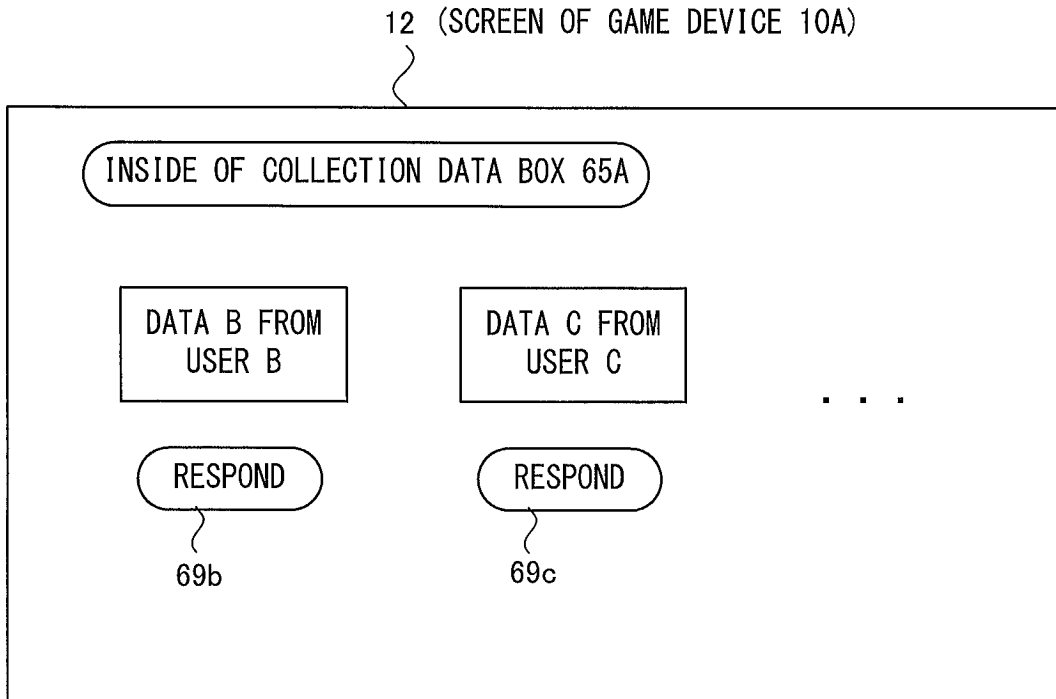 12 (SCREEN OF GAME DEVICE 10A)
INSIDE OF COLLECTION DATA BOX 65A
DATA B FROM
USER B
DATA C FROM
USER C
. . .
RESPOND
RESPOND
69b
69c